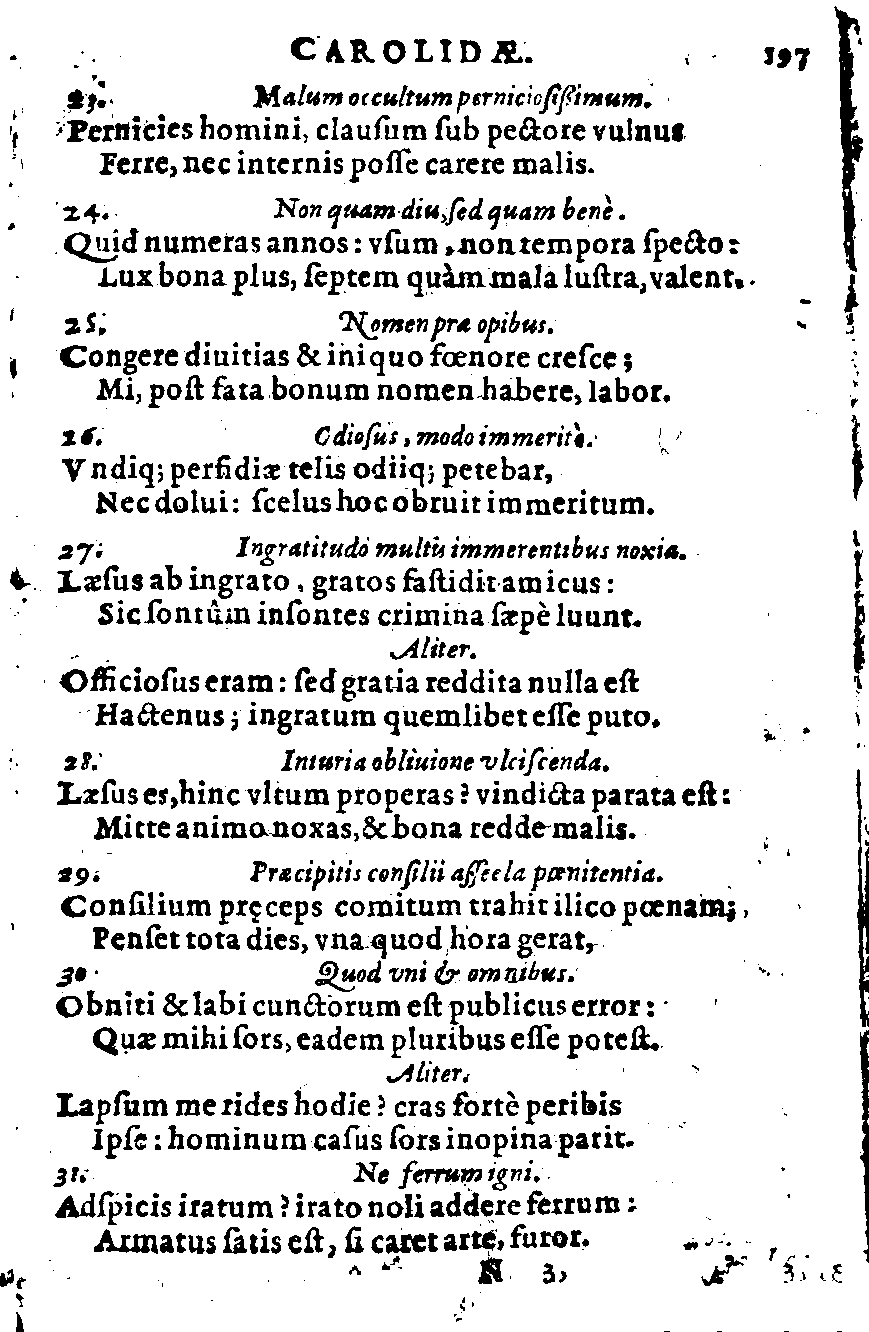 CAROLIDÆ. 197
23. Malum occultum perniciosißimum.
Pernicies homini, clauſum ſub pectore vulnus
Ferre, nec internis poſſe carere malis.
24. Non quam diu, ſed quam benè.
Quid numeras annos: vſum, non tempora ſpecto:
Lux bona plus, ſeptem quàm mala luſtra, valent.
25. Nomen præ opibus.
Congere diuitias & iniquo fœnore creſce;
Mi, poſt fata bonum nomen habere, labor.
26. Odioſus, modo immeritè.
Vndiq; perfidiæ telis odiiq; petebar,
Nec dolui: ſcelus hoc obruit immeritum.
27. Ingratitudo multis immerentibus noxia.
Læſus ab ingrato, gratos faſtidit amicus:
Sic ſontûm inſontes crimina ſæpè luunt.
Aliter.
Officioſus eram: ſed gratia reddita nulla eſt
Hactenus; ingratum quemlibet eſſe puto.
28. Iniuria obliuione vlciſcenda.
Læſus es, hinc vltum properas? vindicta parata eſt:
Mitte animo noxas, & bona redde malis.
29. Præcipitis conſilii aſſecla pœnitentia.
Conſilium pręceps comitum trahit ilico pœnam;
Penſet tota dies, vna quod hora gerat,
30 Quod vni & omnibus.
Obniti & labi cunctorum eſt publicus error:
Quæ mihi ſors, eadem pluribus eſſe poteſt.
Aliter.
Lapſum me rides hodie? cras fortè peribis
Ipſe: hominum caſus ſors inopina parit.
31. Ne ferrum igni.
Adſpicis iratum? irato noli addere ferrum:
Armatus ſatis eſt, ſi caret arte, furor.
N 3,